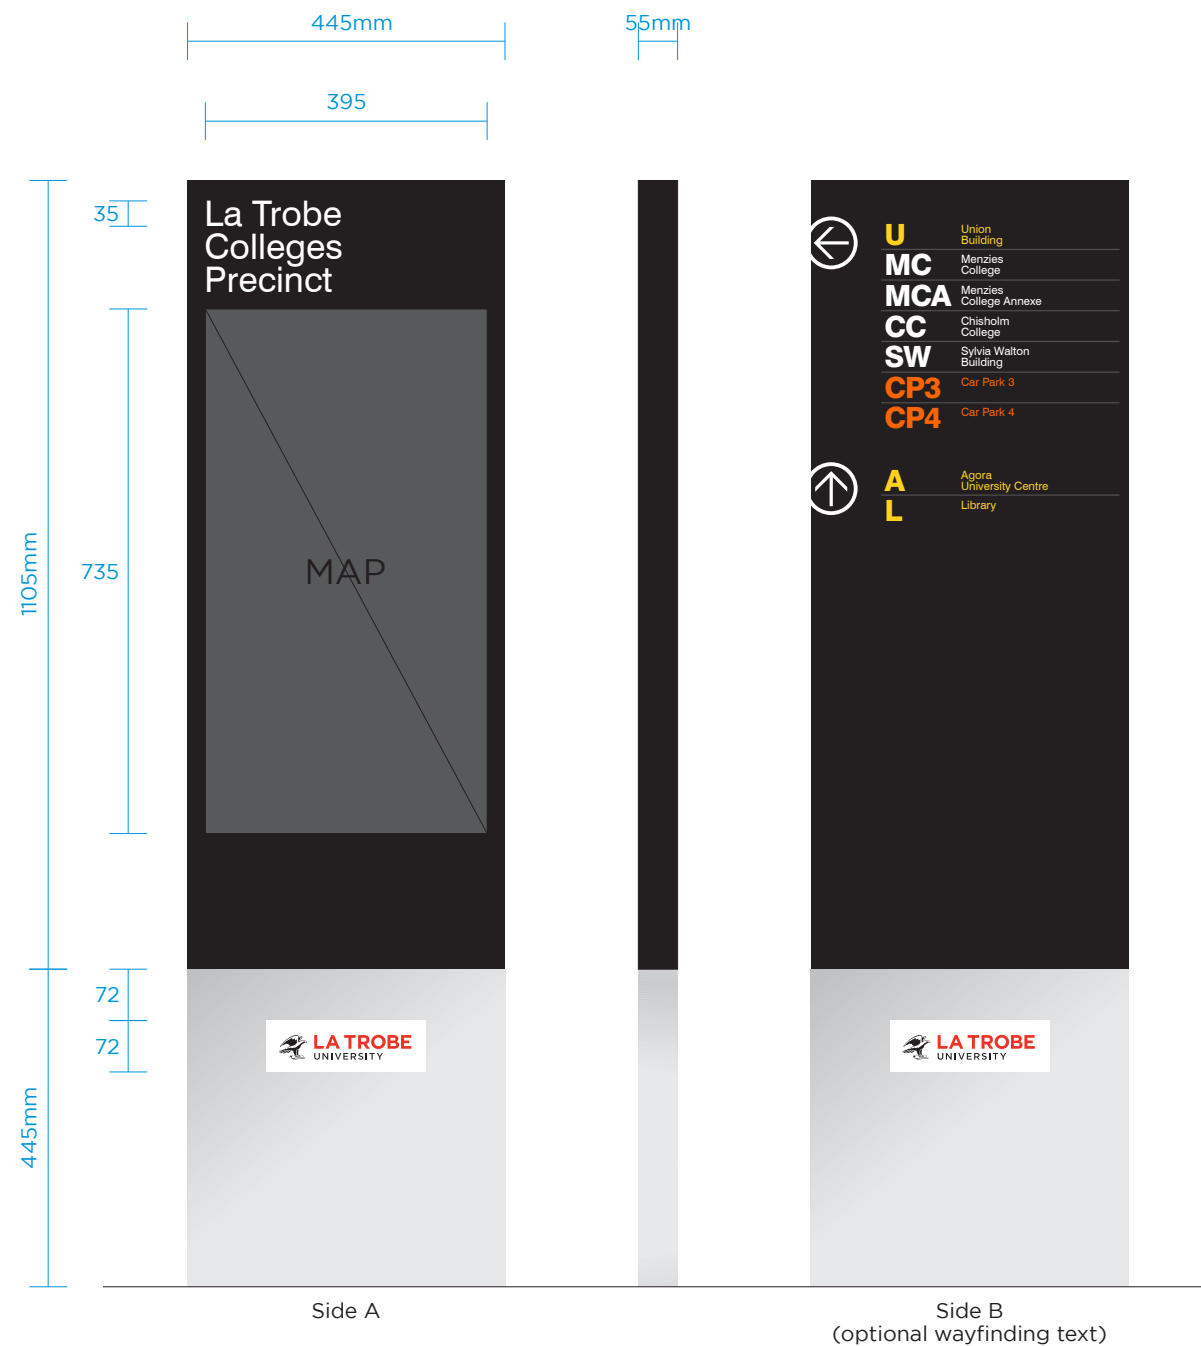 445mm
55mm
395
35
1105mm
735
72
72
445mm
La Trobe
Colleges
Precinct
MAP
LA TROBE
UNIVERSITY
Side A
U Union
Building
MC Menzies
College
MCA Menzies
College Annexe
CC Chisholm
College
SW Sylvia Walton
Building
CP3 Car Park 3
CP4 Car Park 4
A Agora
University Centre
L Library
LA TROBE
UNIVERSITY
Side B
(optional wayfinding text)